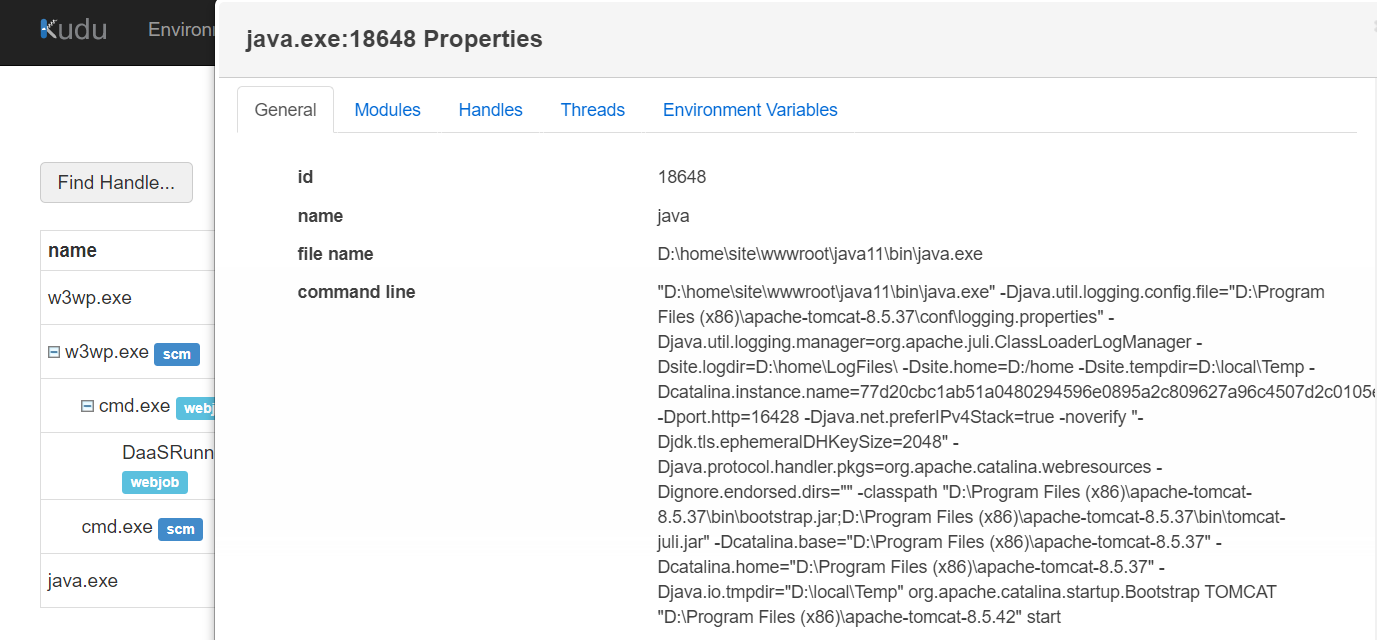 Kudu
java.exe:18648 Properties
General Modules Handles Threads Environment Variables
Find Handle...
name
w3wp.exe
w3wp.exe scm
cmd.exe
DaaSRunn
webjob
cmd.exe scm
java.exe
id 18648
name java
file name D:\home\site\wwwroot\java11\bin\java.exe
command line "D:\home\site\wwwroot\java11\bin\java.exe" -Djava.util.logging.config.file="D:\Program
Files (x86)\apache-tomcat-8.5.37\conf\logging.properties" -
Djava.util.logging.manager=org.apache.juli.ClassLoaderLogManager -
Dsite.logdir=D:\home\LogFiles\ -Dsite.home=D:/home -Dsite.tempdir=D:\local\Temp -
Dcatalina.instance.name=77d20cbc1ab51a0480294596e0895a2c809627a96c4507d2c0105e
-Dport.http=16428 -Djava.net.preferIPv4Stack=true -noverify "-
Djdk.tls.ephemeralDHKeySize=2048" -
Djava.protocol.handler.pkgs=org.apache.catalina.webresources -
Dignore.endorsed.dirs="" -classpath "D:\Program Files (x86)\apache-tomcat-
8.5.37\bin\bootstrap.jar;D:\Program Files (x86)\apache-tomcat-8.5.37\bin\tomcat-
juli.jar" -Dcatalina.base="D:\Program Files (x86)\apache-tomcat-8.5.37" -
Dcatalina.home="D:\Program Files (x86)\apache-tomcat-8.5.37" -
Djava.io.tmpdir="D:\local\Temp" org.apache.catalina.startup.Bootstrap TOMCAT
"D:\Program Files (x86)\apache-tomcat-8.5.42" start